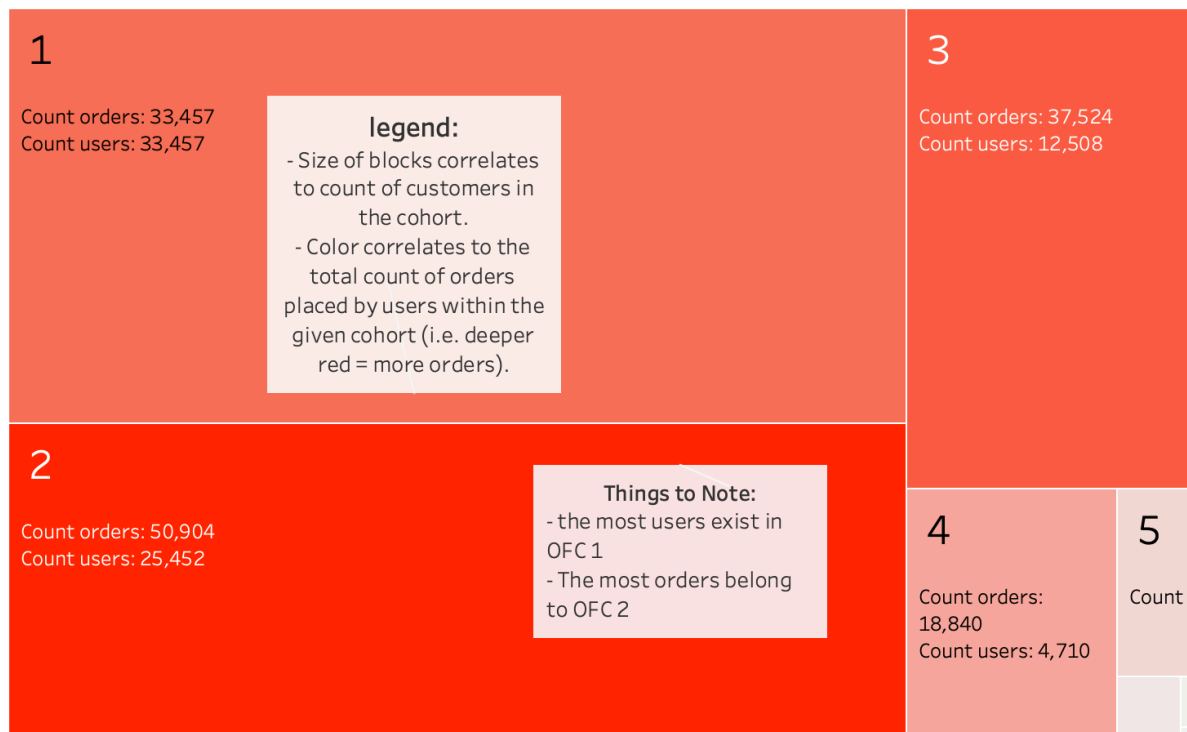 1
Count orders: 33,457
Count users: 33,457
legend:
- Size of blocks correlates
to count of customers in
the cohort.
- Color correlates to the
total count of orders
placed by users within the
given cohort (i.e. deeper
red = more orders).
3
Count orders: 37,524
Count users: 12,508
2
Count orders: 50,904
Count users: 25,452
Things to Note:
- the most users exist in
OFC 1
- The most orders belong
to OFC 2
4
Count orders:
18,840
Count users: 4,710
5
Count